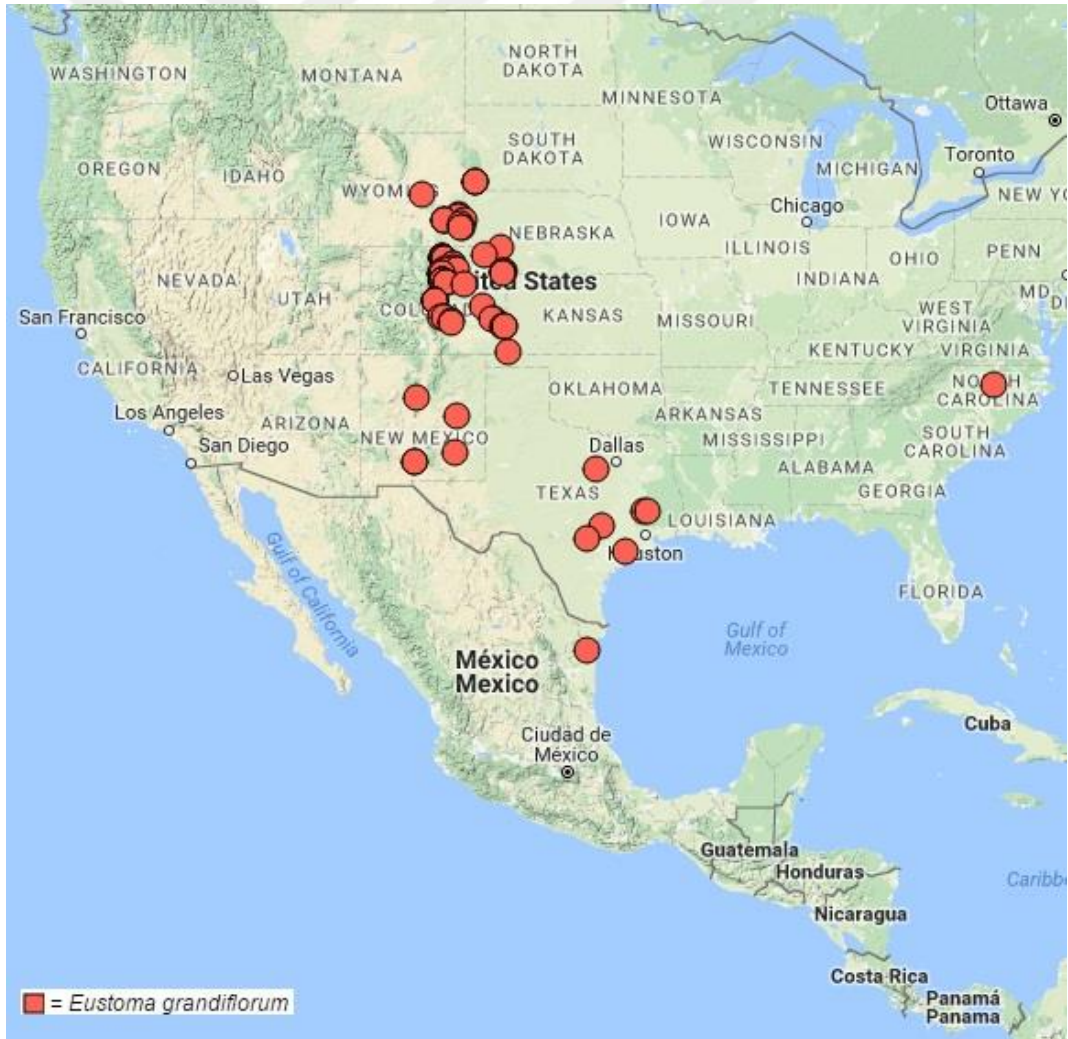 NORTH
DAKOTA
WASHINGTON
MONTANA
MINNESOTA
Ottawa
SOUTH
DAKOTA
WISCONSIN
OREGON
IDAHO
MICHIGAN
Toronto
WYOMING
NEW YO
Chicago
IOWA
NEBRASKA
ILLINOIS
OHIO
PENN
INDIANA
NEVADA
UTAH
ited States
MD
San Francisco
COLORAD
KANSAS
MISSOURI
WEST
VIRGINIA
KENTUCKY
VIRGINIA
CALIFORNIA
Las Vegas
OKLAHOMA
TENNESSEE
NORTH
CAROLINA
Los Angeles
ARIZONA
NEW MEXICO
ARKANSAS
SOUTH
CAROLINA
San Diego
Dallas
MISSISSIPPI
ALABAMA
GEORGIA
TEXAS
LOUISIANA
Houston
FLORIDA
Gulf of California
Gulf of
Mexico
México
Mexico
Cuba
Ciudad de
México
Guatemala
Honduras
Caribbe
Nicaragua
Costa Rica
Panamá
Panama
= Eustoma grandiflorum